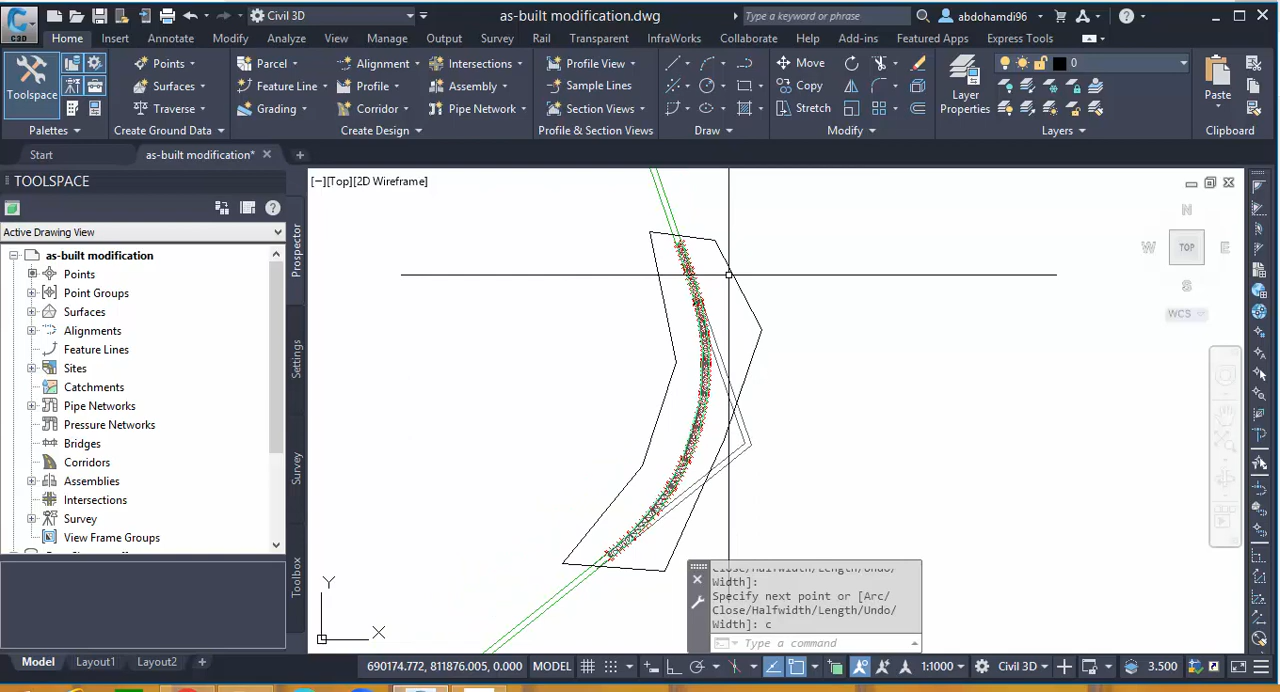 Civil 3D
as-built modification.dwg
Type a keyword or phrase
abdohamdi96
C3D
Home Insert Annotate Modify Analyze View Manage Output Survey Rail Transparent InfraWorks Collaborate Help Add-ins Featured Apps Express Tools
Points Parcel Alignment Intersections Profile View Move
Surfaces Feature Line Profile Assembly Sample Lines Copy
Toolspace
Traverse Grading Corridor Pipe Network Section Views Stretch
Layer
Properties
0
Paste
Palettes Create Ground Data Create Design Profile & Section Views Draw Modify Layers Clipboard
Start as-built modification*
TOOLSPACE
[−][Top][2D Wireframe]
Active Drawing View
as-built modification
Points
Point Groups
Surfaces
Alignments
Feature Lines
Sites
Catchments
Pipe Networks
Pressure Networks
Bridges
Corridors
Assemblies
Intersections
Survey
View Frame Groups
Prospector
Settings
Survey
Toolbox
N
W TOP E
S
WCS
Y
X
Close/Halfwidth/Length/Undo/
Width]:
Specify next point or [Arc/
Close/Halfwidth/Length/Undo/
Width]: c
Type a command
Model Layout1 Layout2 +
690174.772, 811876.005, 0.000 MODEL 1:1000 Civil 3D 3.500